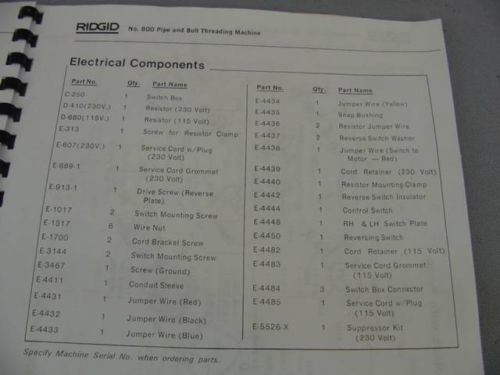 RIDGID No. 800 Pipe and Bolt Threading Machine
Electrical Components
Part No. Qty. Part Name
C-250 1 Switch Box
D-410(230V.) 1 Resistor (230 Volt)
D-680(115V.) 1 Resistor (115 Volt)
E-313 1 Screw for Resistor Clamp
E-607(230V.) 1 Service Cord w/Plug
(230 Volt)
E-689-1 1 Service Cord Grommet
(230 Volt)
E-913-1 1 Drive Screw (Reverse
Plate)
E-1017 2 Switch Mounting Screw
E-1517 6 Wire Nut
E-1700 2 Cord Bracket Screw
E-3144 2 Switch Mounting Screw
E-3467 1 Screw (Ground)
E-4411 1 Conduit Sleeve
E-4431 1 Jumper Wire (Red)
E-4432 1 Jumper Wire (Black)
E-4433 1 Jumper Wire (Blue)
Part No. Qty. Part Name
E-4434 1 Jumper Wire (Yellow)
E-4435 1 Snap Bushing
E-4436 2 Resistor Jumper Wire
E-4437 2 Reverse Switch Washer
E-4438 1 Jumper Wire (Switch to
Motor — Red)
E-4439 1 Cord Retainer (230 Volt)
E-4440 1 Resistor Mounting Clamp
E-4442 1 Reverse Switch Insulator
E-4444 1 Control Switch
E-4448 1 RH & LH Switch Plate
E-4450 1 Reversing Switch
E-4482 1 Cord Retainer (115 Volt)
E-4483 1 Service Cord Grommet
(115 Volt)
E-4484 3 Switch Box Connector
E-4485 1 Service Cord w/Plug
(115 Volt)
E-5526-X 1 Suppressor Kit
(230 Volt)
Specify Machine Serial No. when ordering parts.